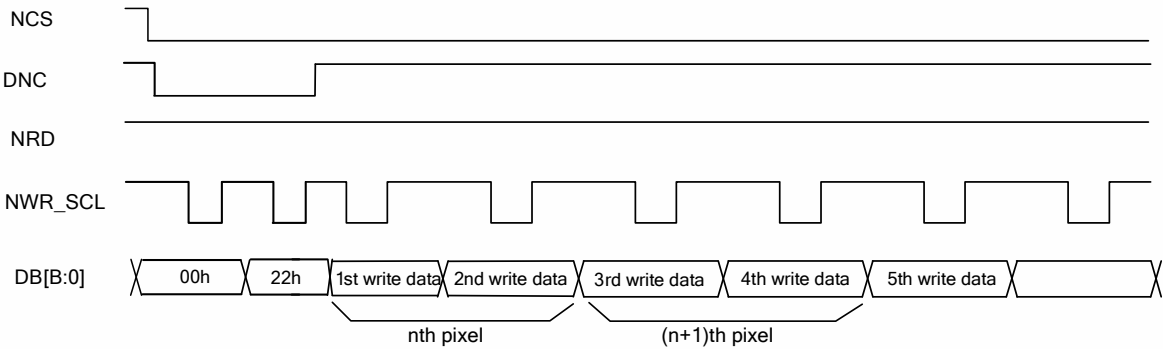 NCS
DNC
NRD
NWR_SCL
DB[B:0] 00h 22h 1st write data 2nd write data 3rd write data 4th write data 5th write data
nth pixel (n+1)th pixel